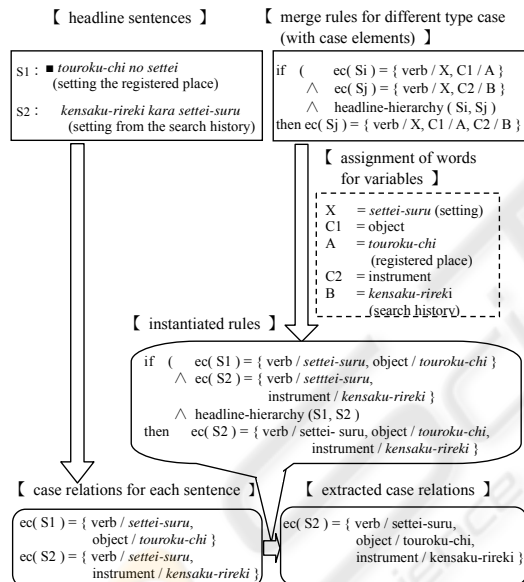 【 headline sentences 】
S1： ■ touroku-chi no settei
(setting the registered place)
S2： kensaku-rireki kara settei-suru
(setting from the search history)
【 merge rules for different type case
(with case elements) 】
if ( ec( Si ) = { verb / X, C1 / A }
∧ ec( Sj ) = { verb / X, C2 / B }
∧ headline-hierarchy ( Si, Sj )
then ec( Sj ) = { verb / X, C1 / A, C2 / B }
【 assignment of words
for variables 】
X = settei-suru (setting)
C1 = object
A = touroku-chi
(registered place)
C2 = instrument
B = kensaku-rireki
(search history)
【 instantiated rules 】
if ( ec( S1 ) = { verb / settei-suru, object / touroku-chi }
∧ ec( S2 ) = { verb / setttei-suru,
instrument / kensaku-rireki }
∧ headline-hierarchy (S1, S2 )
then ec( S2 ) = { verb / settei- suru, object / touroku-chi,
instrument / kensaku-rireki }
【 case relations for each sentence 】
ec( S1 ) = { verb / settei-suru,
object / touroku-chi }
ec( S2 ) = { verb / settei-suru,
instrument / kensaku-rireki }
【 extracted case relations 】
ec( S2 ) = { verb / settei-suru,
object / touroku-chi,
instrument / kensaku-rireki }